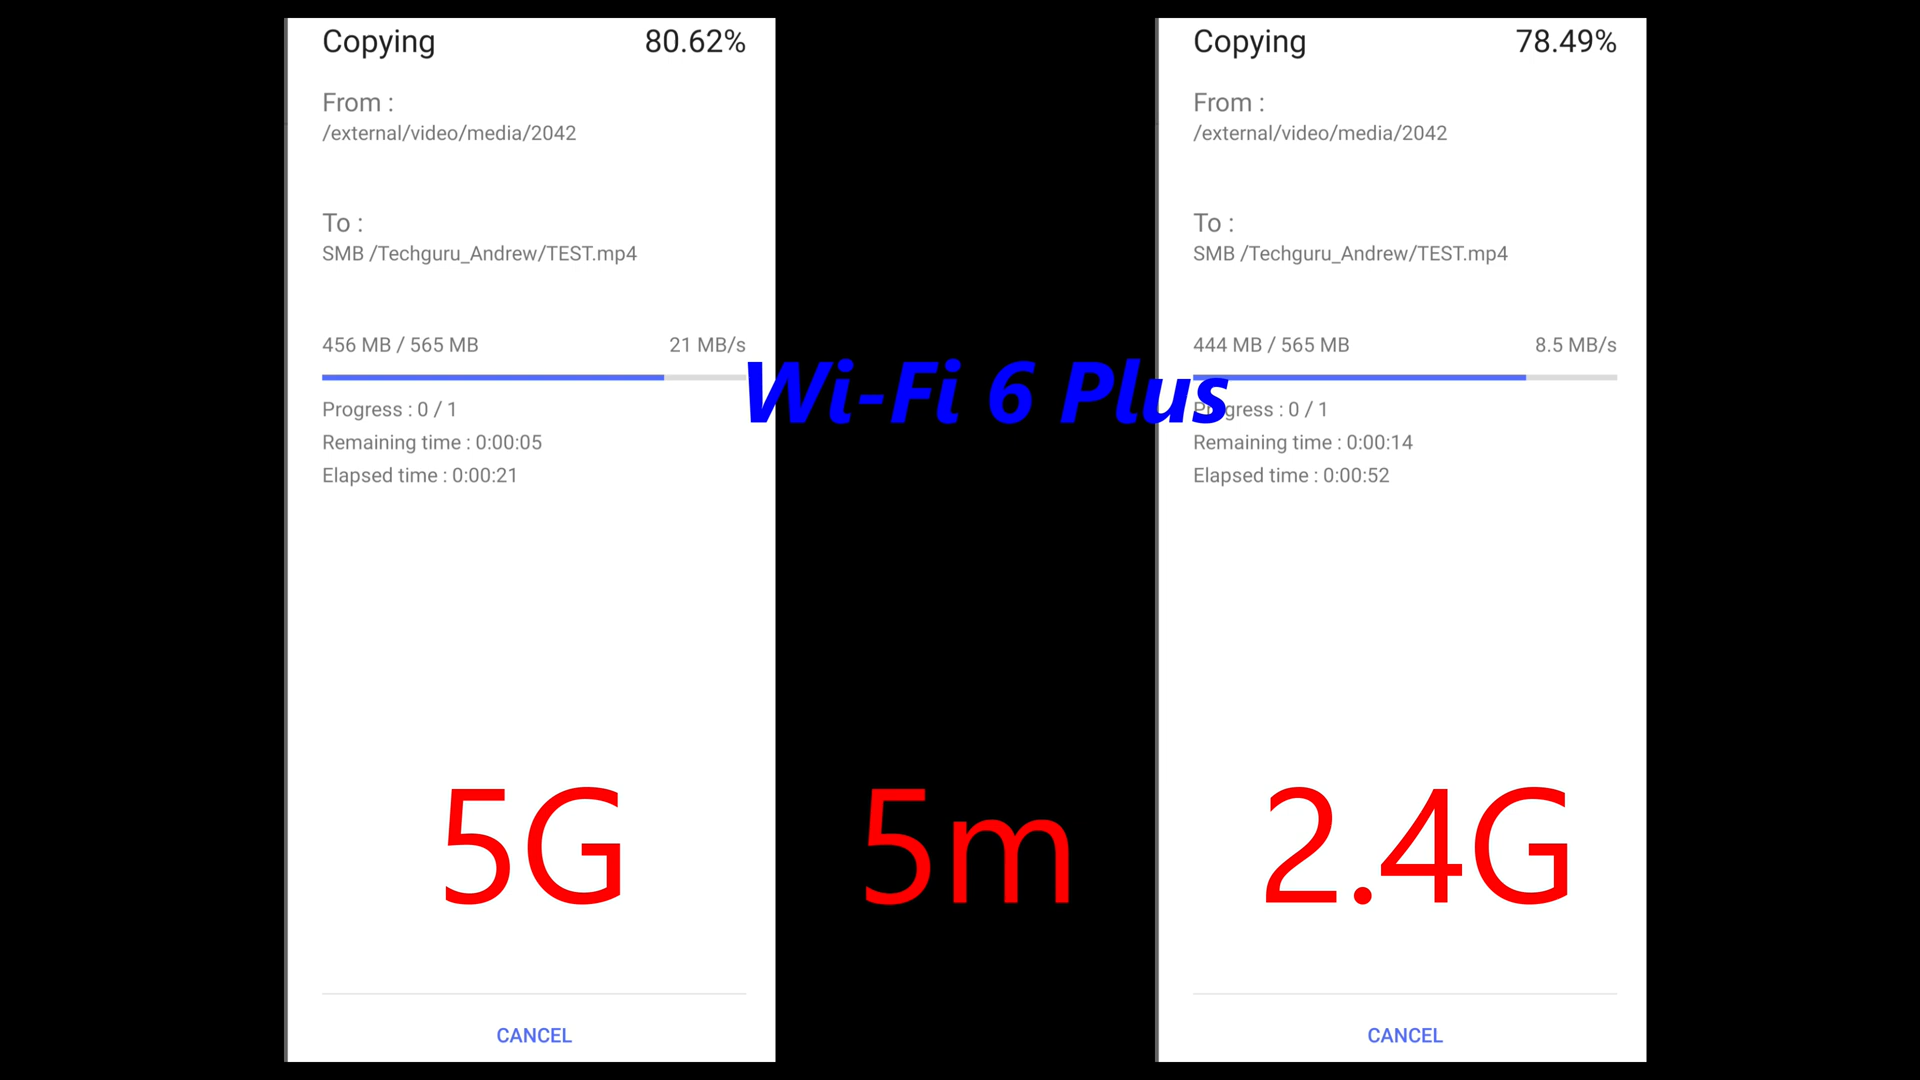 Copying 80.62%
From :
/external/video/media/2042
To :
SMB /Techguru_Andrew/TEST.mp4
456 MB / 565 MB 21 MB/s
Progress : 0 / 1
Remaining time : 0:00:05
Elapsed time : 0:00:21
5G
CANCEL
Wi-Fi 6 Plus
5m
Copying 78.49%
From :
/external/video/media/2042
To :
SMB /Techguru_Andrew/TEST.mp4
444 MB / 565 MB 8.5 MB/s
Progress : 0 / 1
Remaining time : 0:00:14
Elapsed time : 0:00:52
2.4G
CANCEL